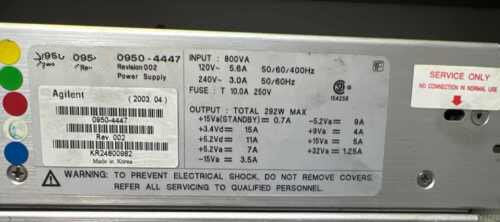 0950-4447
Revision 002
Power Supply
INPUT : 800VA
120V~ 5.6A 50/60/400Hz
240V~ 3.0A 50/60Hz
FUSE : T 10.0A 250V
LR
154258
OUTPUT : TOTAL 292W MAX
+15Va(STANDBY)= 0.7A
+3.4Vd= 15A
+5.2Vd= 11A
+5.2Va= 7A
-15Va= 3.5A
-5.2Va= 9A
+9Va= 4A
+15Va= 5A
+32Va= 1.25A
Agilent
( 2003. 04 )
0950-4447
Rev. 002
KR24600982
Made in Korea
WARNING: TO PREVENT ELECTRICAL SHOCK, DO NOT REMOVE COVERS.
REFER ALL SERVICING TO QUALIFIED PERSONNEL.
SERVICE ONLY
NO CONNECTION IN NORMAL USE